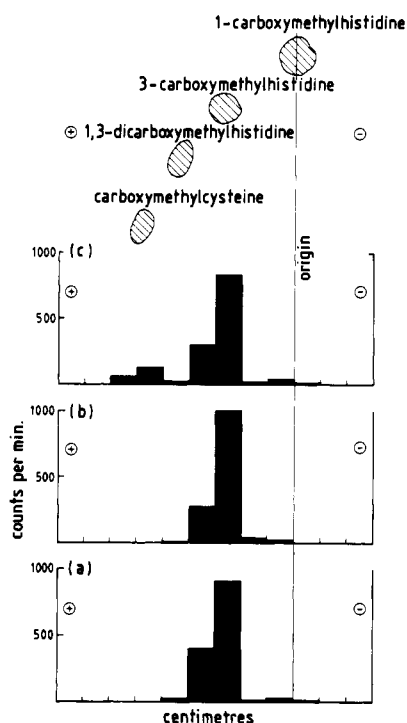 1-carboxymethylhistidine
3-carboxymethylhistidine
⊕ 1,3-dicarboxymethylhistidine ⊖
carboxymethylcysteine
origin
1000 (c)
⊕ ⊖
500
1000 (b)
⊕ ⊖
500
1000 (a)
⊕ ⊖
500
counts per min.
centimetres